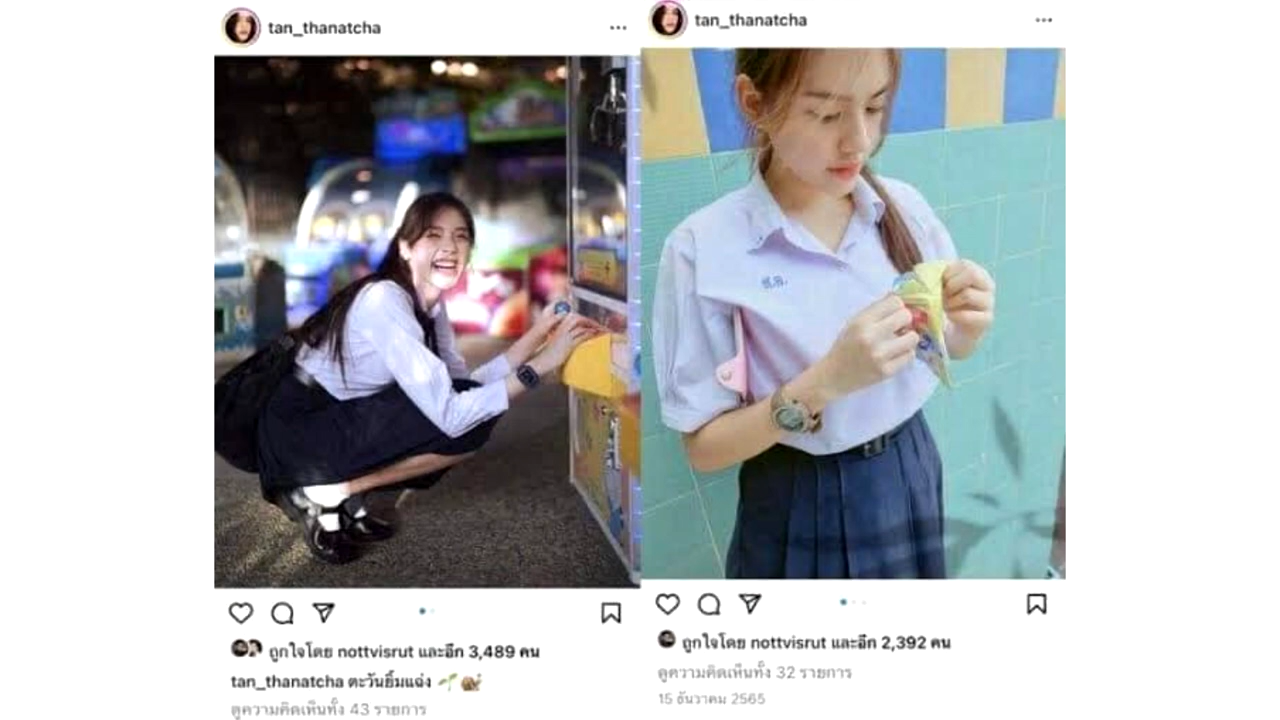 tan_thanatcha
ถูกใจโดย nottvisrut และอีก 3,489 คน
tan_thanatcha ตะวันยิ้มแฉ่ง 🌱🐌
ดูความคิดเห็นทั้ง 43 รายการ
tan_thanatcha
ถูกใจโดย nottvisrut และอีก 2,392 คน
ดูความคิดเห็นทั้ง 32 รายการ
15 ธันวาคม 2565